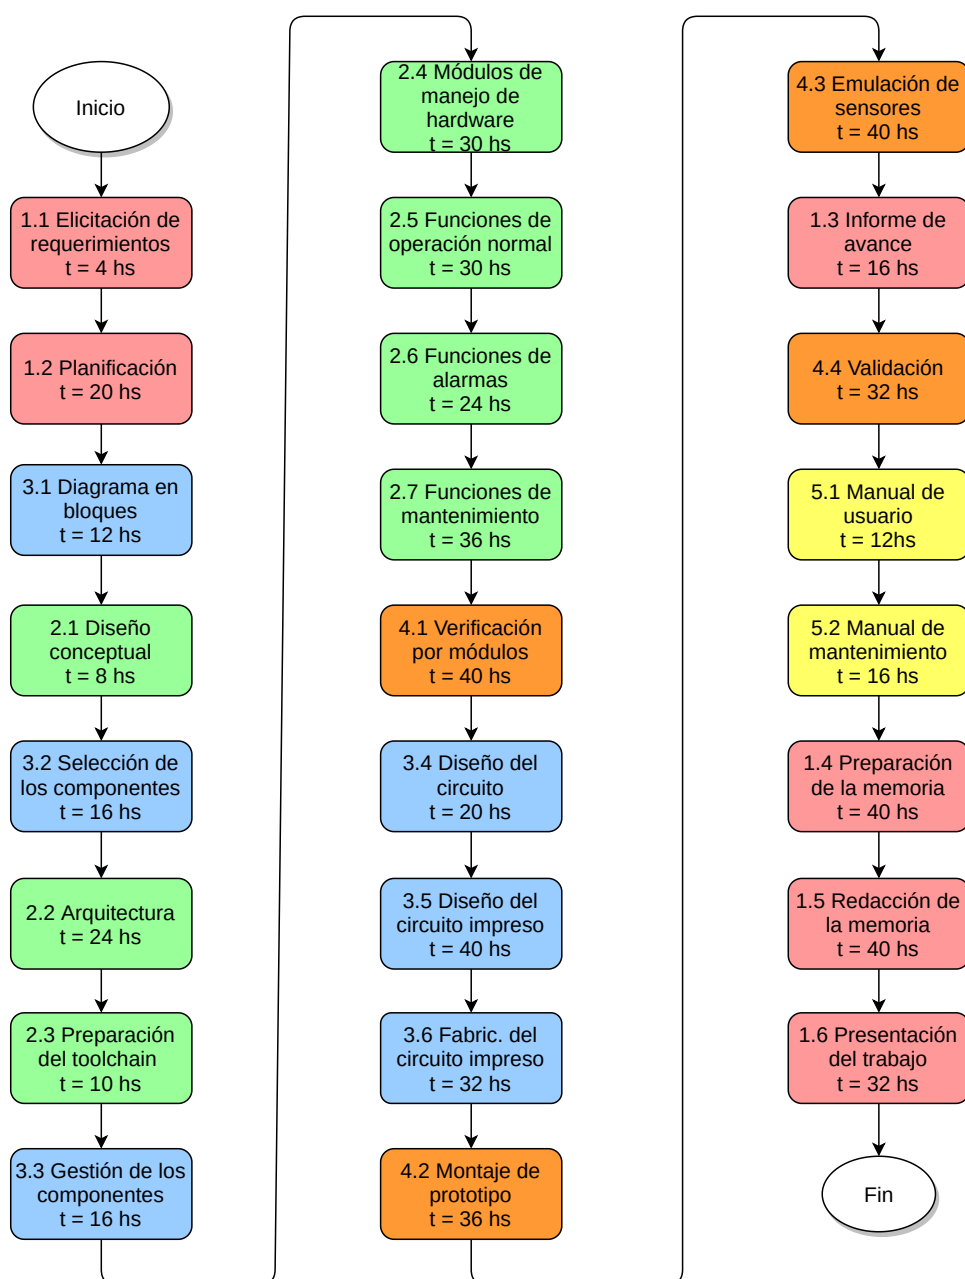 Inicio
1.1 Elicitación de
requerimientos
t = 4 hs
1.2 Planificación
t = 20 hs
3.1 Diagrama en
bloques
t = 12 hs
2.1 Diseño
conceptual
t = 8 hs
3.2 Selección de
los componentes
t = 16 hs
2.2 Arquitectura
t = 24 hs
2.3 Preparación
del toolchain
t = 10 hs
3.3 Gestión de los
componentes
t = 16 hs
2.4 Módulos de
manejo de
hardware
t = 30 hs
2.5 Funciones de
operación normal
t = 30 hs
2.6 Funciones de
alarmas
t = 24 hs
2.7 Funciones de
mantenimiento
t = 36 hs
4.1 Verificación
por módulos
t = 40 hs
3.4 Diseño del
circuito
t = 20 hs
3.5 Diseño del
circuito impreso
t = 40 hs
3.6 Fabric. del
circuito impreso
t = 32 hs
4.2 Montaje de
prototipo
t = 36 hs
4.3 Emulación de
sensores
t = 40 hs
1.3 Informe de
avance
t = 16 hs
4.4 Validación
t = 32 hs
5.1 Manual de
usuario
t = 12hs
5.2 Manual de
mantenimiento
t = 16 hs
1.4 Preparación
de la memoria
t = 40 hs
1.5 Redacción de
la memoria
t = 40 hs
1.6 Presentación
del trabajo
t = 32 hs
Fin